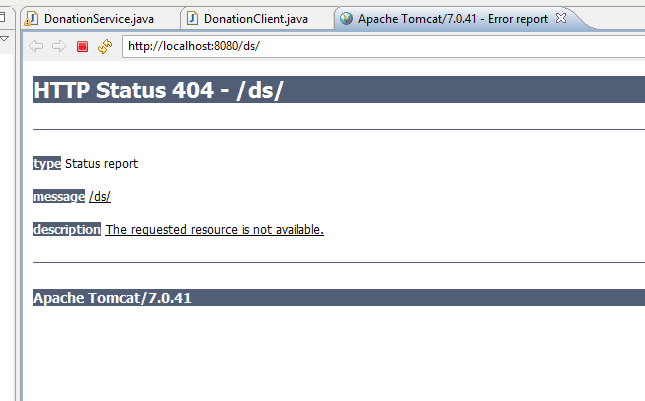 DonationService.java DonationClient.java Apache Tomcat/7.0.41 - Error report
http://localhost:8080/ds/
HTTP Status 404 - /ds/
type Status report
message /ds/
description The requested resource is not available.
Apache Tomcat/7.0.41